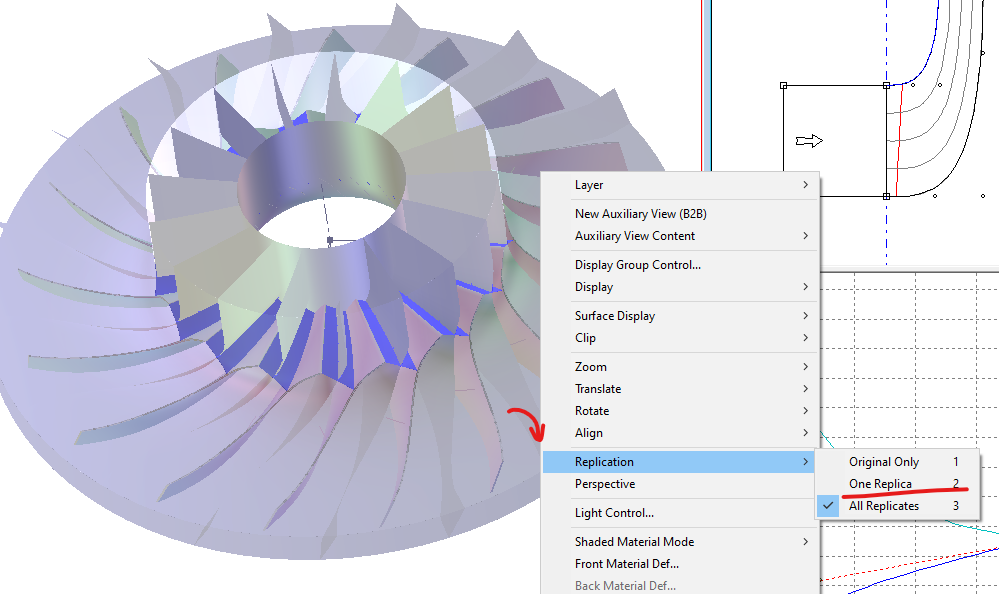 Layer
New Auxiliary View (B2B)
Auxiliary View Content
Display Group Control...
Display
Surface Display
Clip
Zoom
Translate
Rotate
Align
Replication
Perspective
Light Control...
Shaded Material Mode
Front Material Def...
Back Material Def...
Original Only 1
One Replica 2
All Replicates 3